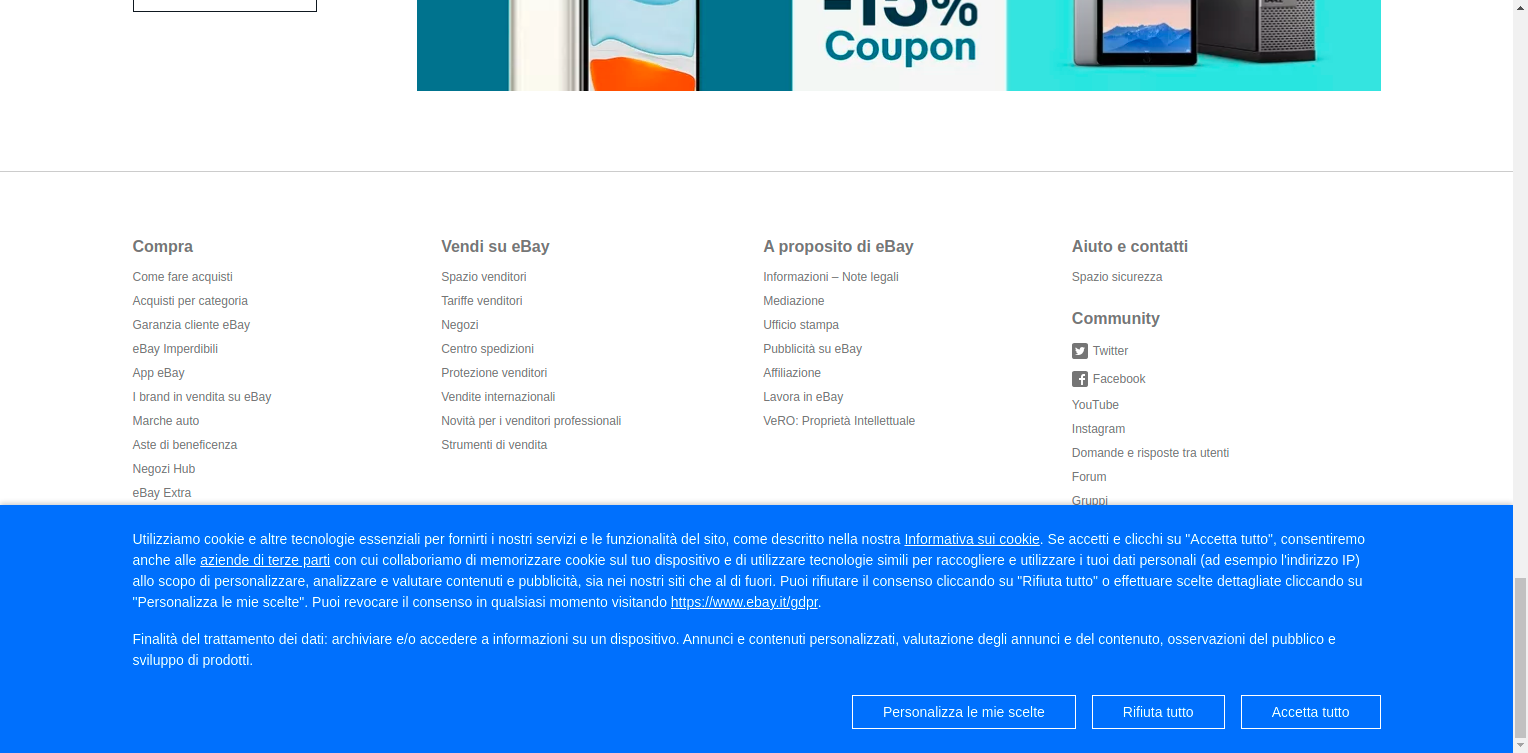 -15%
Coupon
DELL
Compra
Come fare acquisti
Acquisti per categoria
Garanzia cliente eBay
eBay Imperdibili
App eBay
I brand in vendita su eBay
Marche auto
Aste di beneficenza
Negozi Hub
eBay Extra
Vendi su eBay
Spazio venditori
Tariffe venditori
Negozi
Centro spedizioni
Protezione venditori
Vendite internazionali
Novità per i venditori professionali
Strumenti di vendita
A proposito di eBay
Informazioni – Note legali
Mediazione
Ufficio stampa
Pubblicità su eBay
Affiliazione
Lavora in eBay
VeRO: Proprietà Intellettuale
Aiuto e contatti
Spazio sicurezza
Community
Twitter
Facebook
YouTube
Instagram
Domande e risposte tra utenti
Forum
Gruppi
Utilizziamo cookie e altre tecnologie essenziali per fornirti i nostri servizi e le funzionalità del sito, come descritto nella nostra Informativa sui cookie. Se accetti e clicchi su "Accetta tutto", consentiremo
anche alle aziende di terze parti con cui collaboriamo di memorizzare cookie sul tuo dispositivo e di utilizzare tecnologie simili per raccogliere e utilizzare i tuoi dati personali (ad esempio l'indirizzo IP)
allo scopo di personalizzare, analizzare e valutare contenuti e pubblicità, sia nei nostri siti che al di fuori. Puoi rifiutare il consenso cliccando su "Rifiuta tutto" o effettuare scelte dettagliate cliccando su
"Personalizza le mie scelte". Puoi revocare il consenso in qualsiasi momento visitando https://www.ebay.it/gdpr.
Finalità del trattamento dei dati: archiviare e/o accedere a informazioni su un dispositivo. Annunci e contenuti personalizzati, valutazione degli annunci e del contenuto, osservazioni del pubblico e
sviluppo di prodotti.
Personalizza le mie scelte
Rifiuta tutto
Accetta tutto